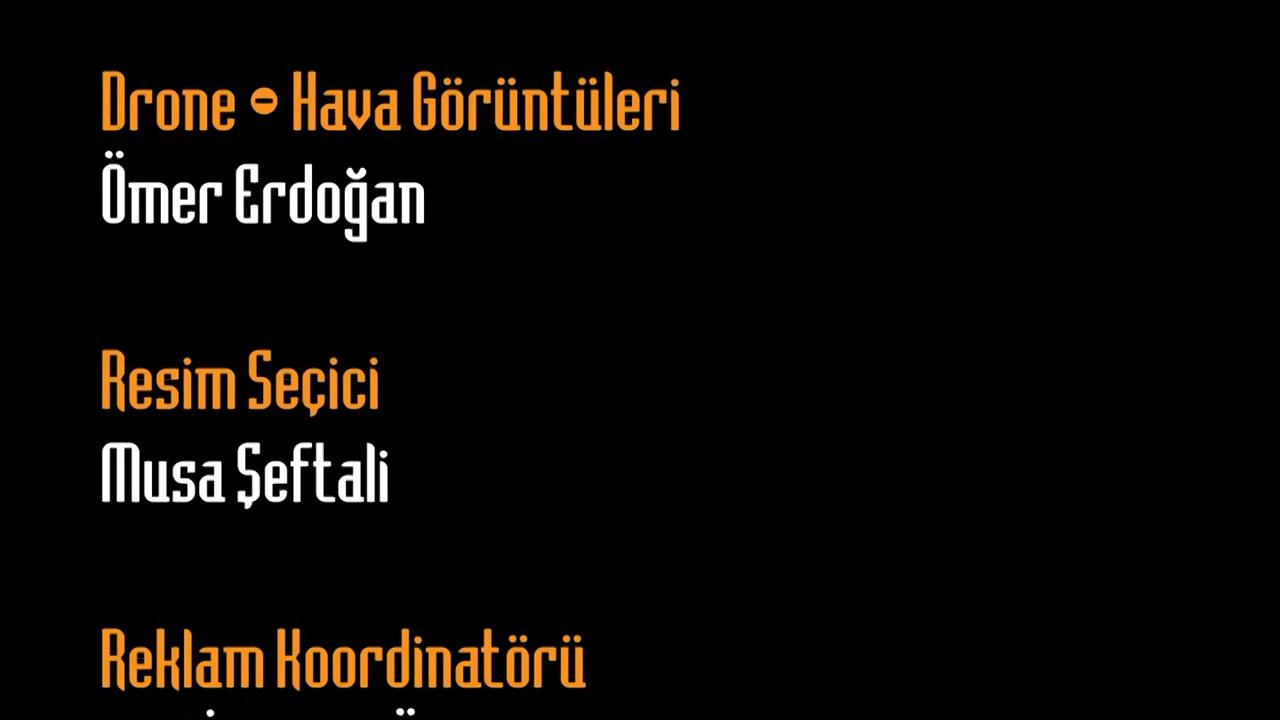 Drone - Hava Görüntüleri
Ömer Erdoğan
Resim Seçici
Musa Şeftali
Reklam Koordinatörü